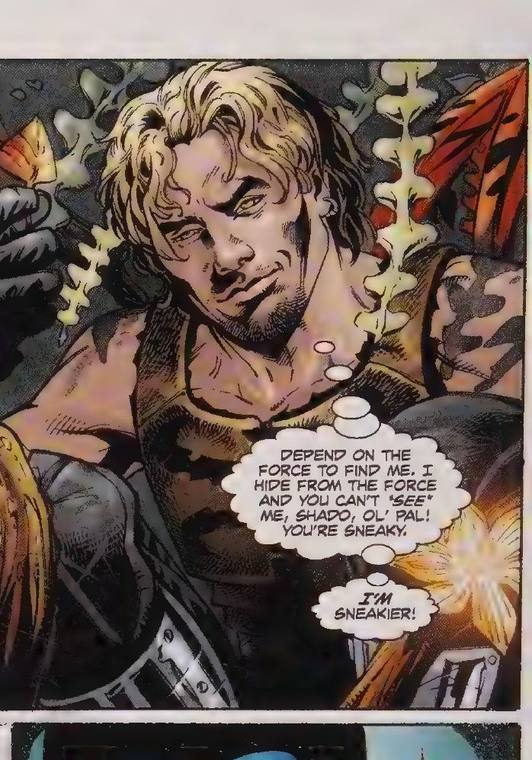 DEPEND ON THE
FORCE TO FIND ME. I
HIDE FROM THE FORCE
AND YOU CAN'T "SEE"
ME, SHADO, OL' PAL!
YOU'RE SNEAKY.
I'M
SNEAKIER!